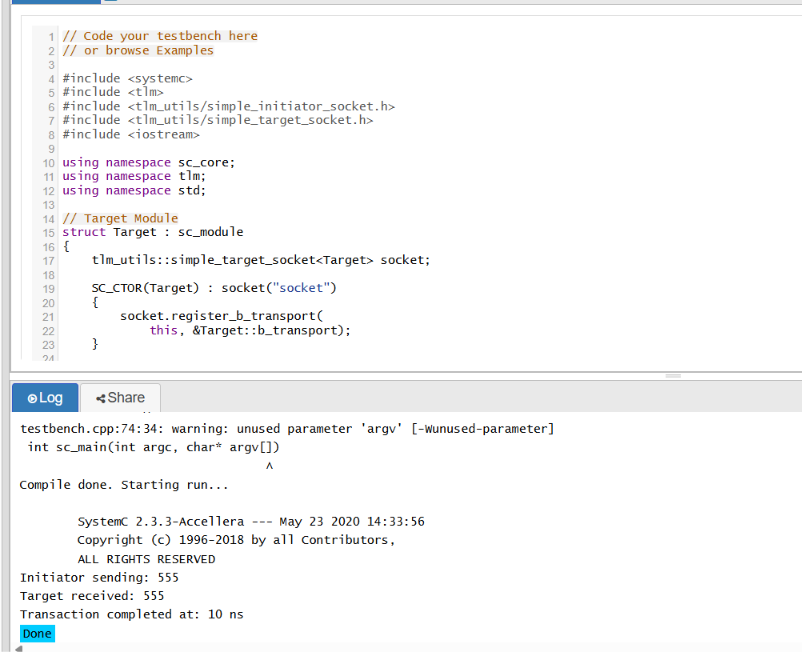 1 // Code your testbench here
2 // or browse Examples
3
4 #include <systemc>
5 #include <tlm>
6 #include <tlm_utils/simple_initiator_socket.h>
7 #include <tlm_utils/simple_target_socket.h>
8 #include <iostream>
9
10 using namespace sc_core;
11 using namespace tlm;
12 using namespace std;
13
14 // Target Module
15 struct Target : sc_module
16 {
17     tlm_utils::simple_target_socket<Target> socket;
18
19     SC_CTOR(Target) : socket("socket")
20     {
21         socket.register_b_transport(
22             this, &Target::b_transport);
23     }
24
Log Share
testbench.cpp:74:34: warning: unused parameter 'argv' [-Wunused-parameter]
 int sc_main(int argc, char* argv[])
                                  ^
Compile done. Starting run...

        SystemC 2.3.3-Accellera --- May 23 2020 14:33:56
        Copyright (c) 1996-2018 by all Contributors,
        ALL RIGHTS RESERVED
Initiator sending: 555
Target received: 555
Transaction completed at: 10 ns
Done